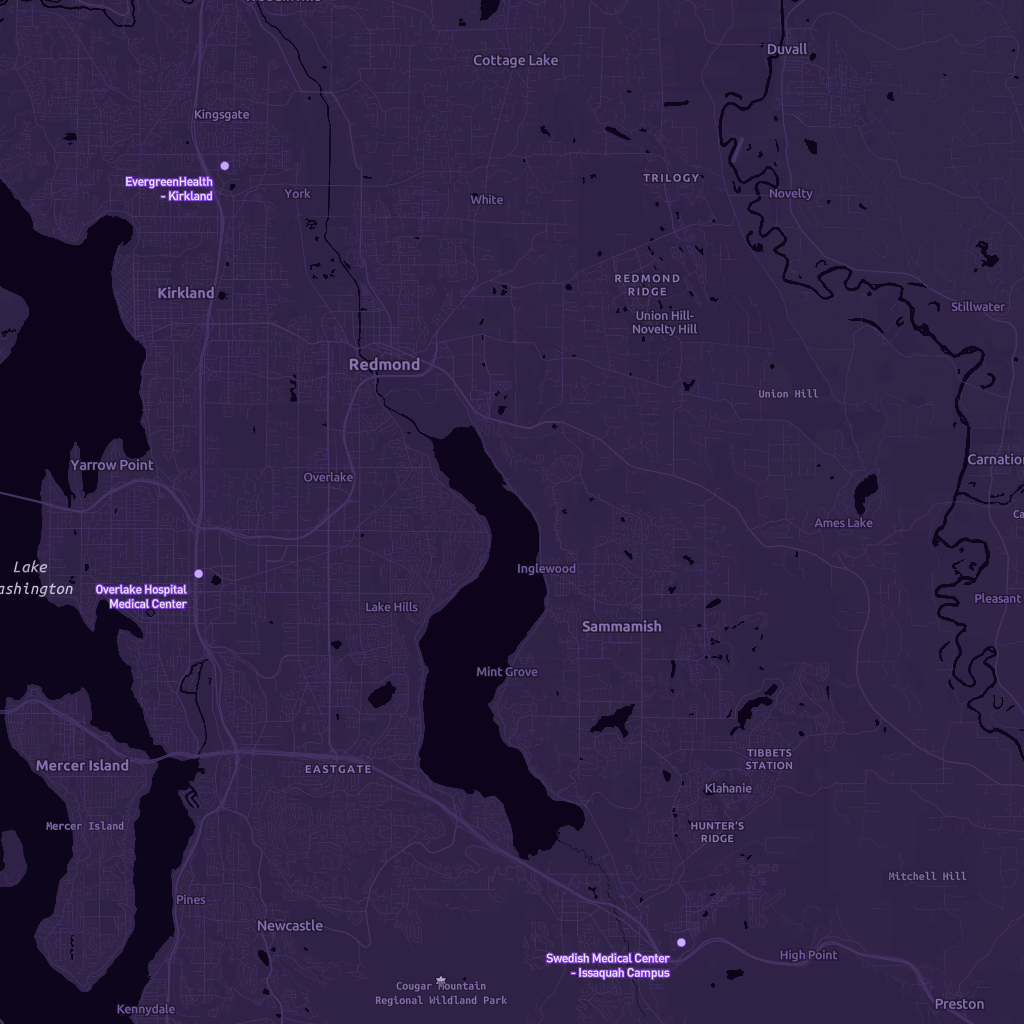 Cottage Lake
Duvall
Kingsgate
EvergreenHealth
- Kirkland
York
White
TRILOGY
Novelty
Kirkland
REDMOND
RIDGE
Union Hill-
Novelty Hill
Stillwater
Redmond
Union Hill
Yarrow Point
Overlake
Carnation
Ames Lake
Ca
Lake
ashington
Overlake Hospital
Medical Center
Inglewood
Lake Hills
Pleasant
Sammamish
Mint Grove
Mercer Island
EASTGATE
TIBBETS
STATION
Klahanie
Mercer Island
HUNTER'S
RIDGE
Mitchell Hill
Pines
Newcastle
Swedish Medical Center
- Issaquah Campus
High Point
Cougar Mountain
Regional Wildland Park
Kennydale
Preston